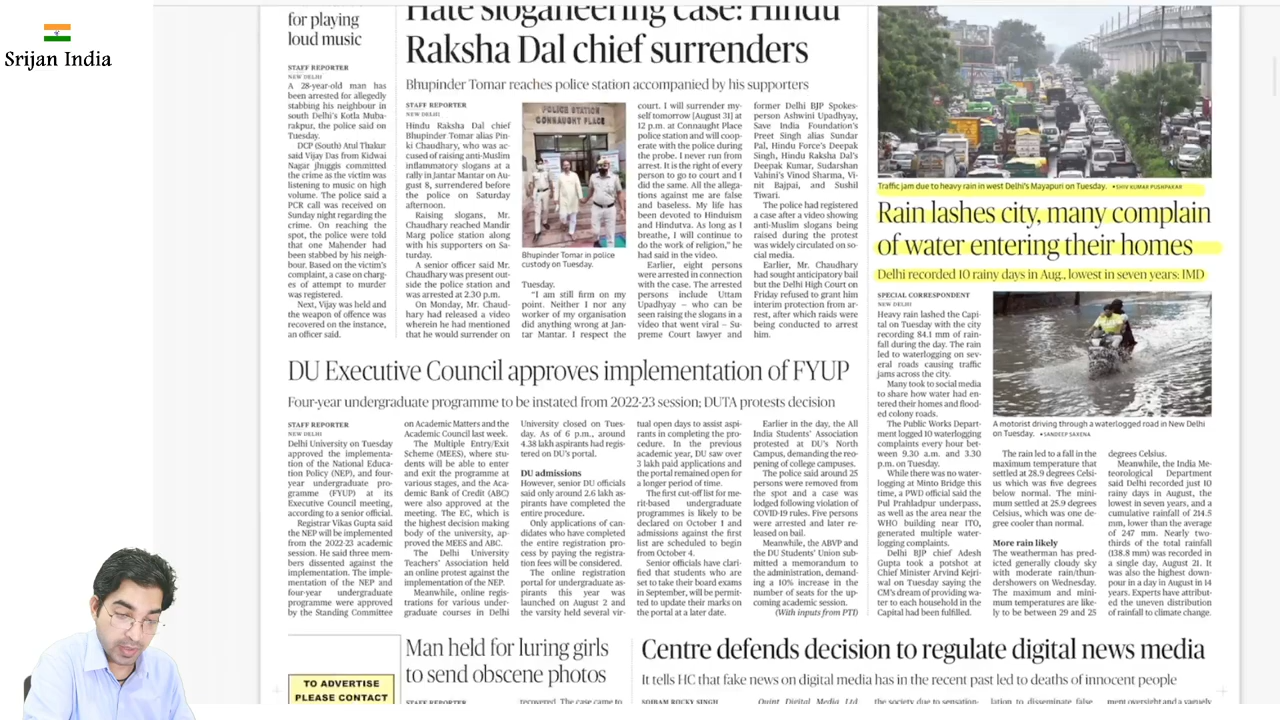 Srijan India
for playing
loud music
STAFF REPORTER
NEW DELHI
A 28-year-old man has
been arrested for allegedly
stabbing his neighbour in
south Delhi's Kotla Muba-
rakpur, the police said on
Tuesday.
DCP (South) Atul Thakur
said Vijay Das from Kidwai
Nagar jhuggis committed
the crime as the victim was
listening to music on high
volume. The police said a
PCR call was received on
Sunday night regarding the
crime. On reaching the
spot, the police were told
that one Mahender had
been stabbed by his neigh-
bour. Based on the victim's
complaint, a case on charg-
es of attempt to murder
was registered.
Next, Vijay was held and
the weapon of offence was
recovered on the instance,
an officer said.
Hate sloganeering case: Hindu
Raksha Dal chief surrenders
Bhupinder Tomar reaches police station accompanied by his supporters
STAFF REPORTER
NEW DELHI
Hindu Raksha Dal chief
Bhupinder Tomar alias Pin-
ki Chaudhary, who was ac-
cused of raising anti-Muslim
inflammatory slogans at a
rally in Jantar Mantar on Au-
gust 8, surrendered before
the police on Saturday
afternoon.
Raising slogans, Mr.
Chaudhary reached Mandir
Marg police station along
with his supporters on Sa-
turday.
A senior officer said Mr.
Chaudhary was present out-
side the police station and
was arrested at 2.30 p.m.
On Monday, Mr. Chaud-
hary had released a video
wherein he had mentioned
that he would surrender on
POLICE STATION
CONNAUGHT PLACE
Bhupinder Tomar in police
custody on Tuesday.
Tuesday.
"I am still firm on my
point. Neither I nor any
worker of my organisation
did anything wrong at Jan-
tar Mantar. I respect the
court. I will surrender my-
self tomorrow [August 31] at
12 p.m. at Connaught Place
police station and will coop-
erate with the police during
the probe. I never run from
arrest. It is the right of every
person to go to court and I
did the same. All the allega-
tions against me are false
and baseless. My life has
been devoted to Hinduism
and Hindutva. As long as I
breathe, I will continue to
do the work of religion," he
had said in the video.
Earlier, eight persons
were arrested in connection
with the case. The arrested
persons include Uttam
Upadhyay – who can be
seen raising the slogans in a
video that went viral – Su-
preme Court lawyer and
former Delhi BJP Spokes-
person Ashwini Upadhyay,
Save India Foundation's
Preet Singh alias Sundar
Pal, Hindu Force's Deepak
Singh, Hindu Raksha Dal's
Deepak Kumar, Sudarshan
Vahini's Vinod Sharma, Vi-
nit Bajpai, and Sushil
Tiwari.
The police had registered
a case after a video showing
anti-Muslim slogans being
raised during the protest
was widely circulated on so-
cial media.
Earlier, Mr. Chaudhary
had sought anticipatory bail
but the Delhi High Court on
Friday refused to grant him
interim protection from ar-
rest, after which raids were
being conducted to arrest
him.
Traffic jam due to heavy rain in west Delhi's Mayapuri on Tuesday. •SHIV KUMAR PUSHPAKAR
Rain lashes city, many complain
of water entering their homes
Delhi recorded 10 rainy days in Aug., lowest in seven years: IMD
SPECIAL CORRESPONDENT
NEW DELHI
Heavy rain lashed the Capi-
tal on Tuesday with the city
recording 84.1 mm of rain-
fall during the day. The rain
led to waterlogging on sev-
eral roads causing traffic
jams across the city.
Many took to social media
to share how water had en-
tered their homes and flood-
ed colony roads.
The Public Works Depart-
ment logged 10 waterlogging
complaints every hour bet-
ween 9.30 a.m. and 3.30
p.m. on Tuesday.
While there was no water-
logging at Minto Bridge this
time, a PWD official said the
Pul Prahladpur underpass,
as well as the area near the
WHO building near ITO,
generated multiple water-
logging complaints.
Delhi BJP chief Adesh
Gupta took a potshot at
Chief Minister Arvind Kejri-
wal on Tuesday saying the
CM's dream of providing wa-
ter to each household in the
Capital had been fulfilled.
A motorist driving through a waterlogged road in New Delhi
on Tuesday. •SANDEEP SAXENA
The rain led to a fall in the
maximum temperature that
settled at 28.9 degrees Celsi-
us which was five degrees
below normal. The mini-
mum settled at 25.9 degrees
Celsius, which was one de-
gree cooler than normal.
More rain likely
The weatherman has pred-
icted generally cloudy sky
with moderate rain/thun-
dershowers on Wednesday.
The maximum and mini-
mum temperatures are like-
ly to be between 29 and 25
degrees Celsius.
Meanwhile, the India Me-
teorological Department
said Delhi recorded just 10
rainy days in August, the
lowest in seven years, and a
cumulative rainfall of 214.5
mm, lower than the average
of 247 mm. Nearly two-
thirds of the total rainfall
(138.8 mm) was recorded in
a single day, August 21. It
was also the highest down-
pour in a day in August in 14
years. Experts have attribut-
ed the uneven distribution
of rainfall to climate change.
DU Executive Council approves implementation of FYUP
Four-year undergraduate programme to be instated from 2022-23 session; DUTA protests decision
STAFF REPORTER
NEW DELHI
Delhi University on Tuesday
approved the implementa-
tion of the National Educa-
tion Policy (NEP), and four-
year undergraduate pro-
gramme (FYUP) at its
Executive Council meeting,
according to a senior official.
Registrar Vikas Gupta said
the NEP will be implemented
from the 2022-23 academic
session. He said three mem-
bers dissented against the
implementation. The imple-
mentation of the NEP and
four-year undergraduate
programme were approved by
the Standing Committee
on Academic Matters and the
Academic Council last week.
The Multiple Entry/Exit
Scheme (MEES), where stu-
dents will be able to enter
and exit the programme at
various stages, and the Aca-
demic Bank of Credit (ABC)
were also approved at the
meeting. The EC, which is
the highest decision making
body of the university, ap-
proved the MEES and ABC.
The Delhi University
Teachers' Association held
an online protest against the
implementation of the NEP.
Meanwhile, online regis-
trations for various under-
graduate courses in Delhi
University closed on Tues-
day. As of 6 p.m., around
4.38 lakh aspirants had regis-
tered on DU's portal.
DU admissions
However, senior DU officials
said only about 2.6 lakh as-
pirants have completed the
entire procedure.
Only applications of can-
didates who have completed
the entire registration pro-
cess by paying the registra-
tion fees will be considered.
The online registration
portal for undergraduate as-
pirants this year was
launched on August 2 and
the varsity held several vir-
tual open days to assist aspi-
rants in completing the pro-
cedure. In the previous
academic year, DU saw over
3 lakh paid applications and
the portal remained open for
a longer period of time.
The first cut-off list for me-
rit-based undergraduate
programmes is likely to be
declared on October 1 and
admissions against the first
list are scheduled to begin
from October 4.
Senior officials have clari-
fied that students who are
set to take their board exams
in September, will be permit-
ted to update their marks on
the portal at a later date.
Earlier in the day, the All
India Students' Association
protested at DU's North
Campus, demanding the reo-
pening of college campuses.
The police said around 25
persons were removed from
the spot and a case was
lodged following violation of
COVID-19 rules. Five persons
were arrested and later re-
leased on bail.
Meanwhile, the ABVP and
the DU Students' Union sub-
mitted a memorandum to
the administration, demand-
ing a 10% increase in the
number of seats for the up-
coming academic session.
(With inputs from PTI)
TO ADVERTISE
PLEASE CONTACT
Man held for luring girls
to send obscene photos
STAFF REPORTER
recovered. The case came to
Centre defends decision to regulate digital news media
It tells HC that fake news on digital media has in the recent past led to deaths of innocent people
SOIBAM ROCKY SINGH
Quint Digital Media Ltd
the society due to sensation-
lation to disseminate false
ment oversight and a vaguely